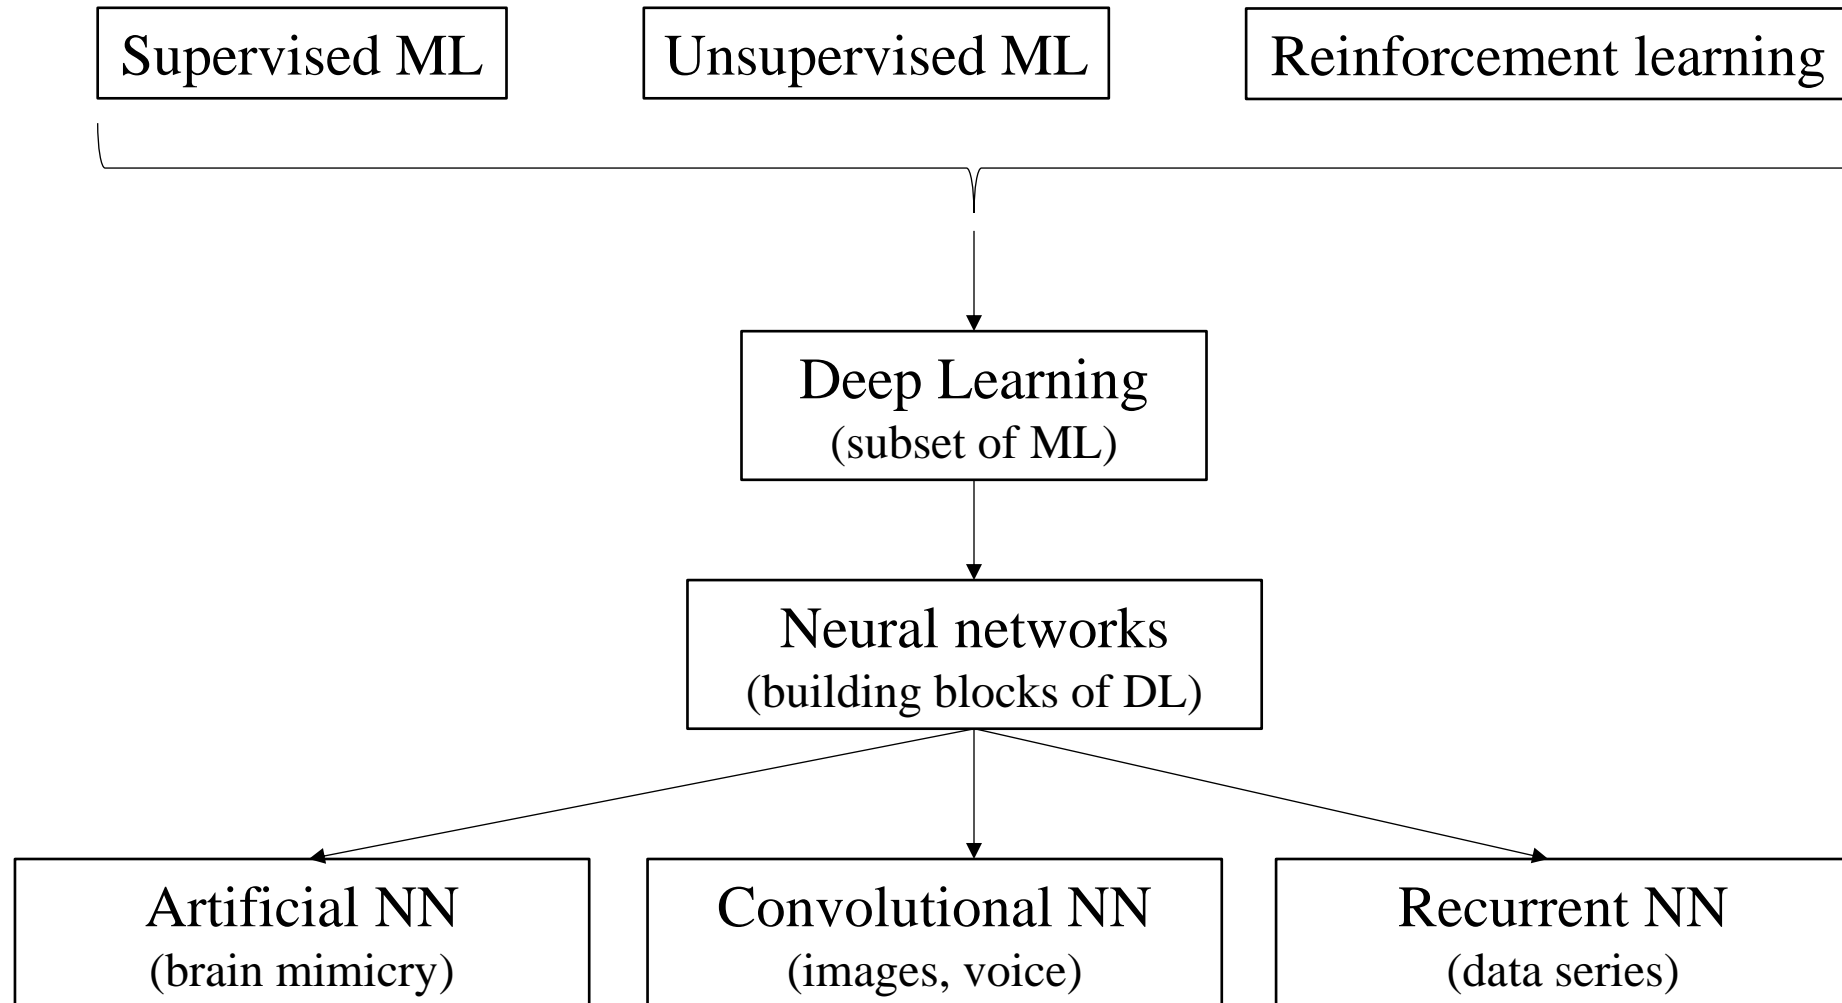 Supervised ML
Unsupervised ML
Reinforcement learning
Deep Learning
(subset of ML)
Neural networks
(building blocks of DL)
Artificial NN
(brain mimicry)
Convolutional NN
(images, voice)
Recurrent NN
(data series)